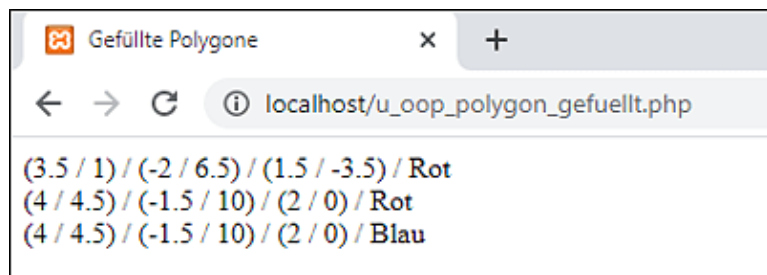 Gefüllte Polygone
localhost/u_oop_polygon_gefuellt.php
(3.5 / 1) / (-2 / 6.5) / (1.5 / -3.5) / Rot
(4 / 4.5) / (-1.5 / 10) / (2 / 0) / Rot
(4 / 4.5) / (-1.5 / 10) / (2 / 0) / Blau